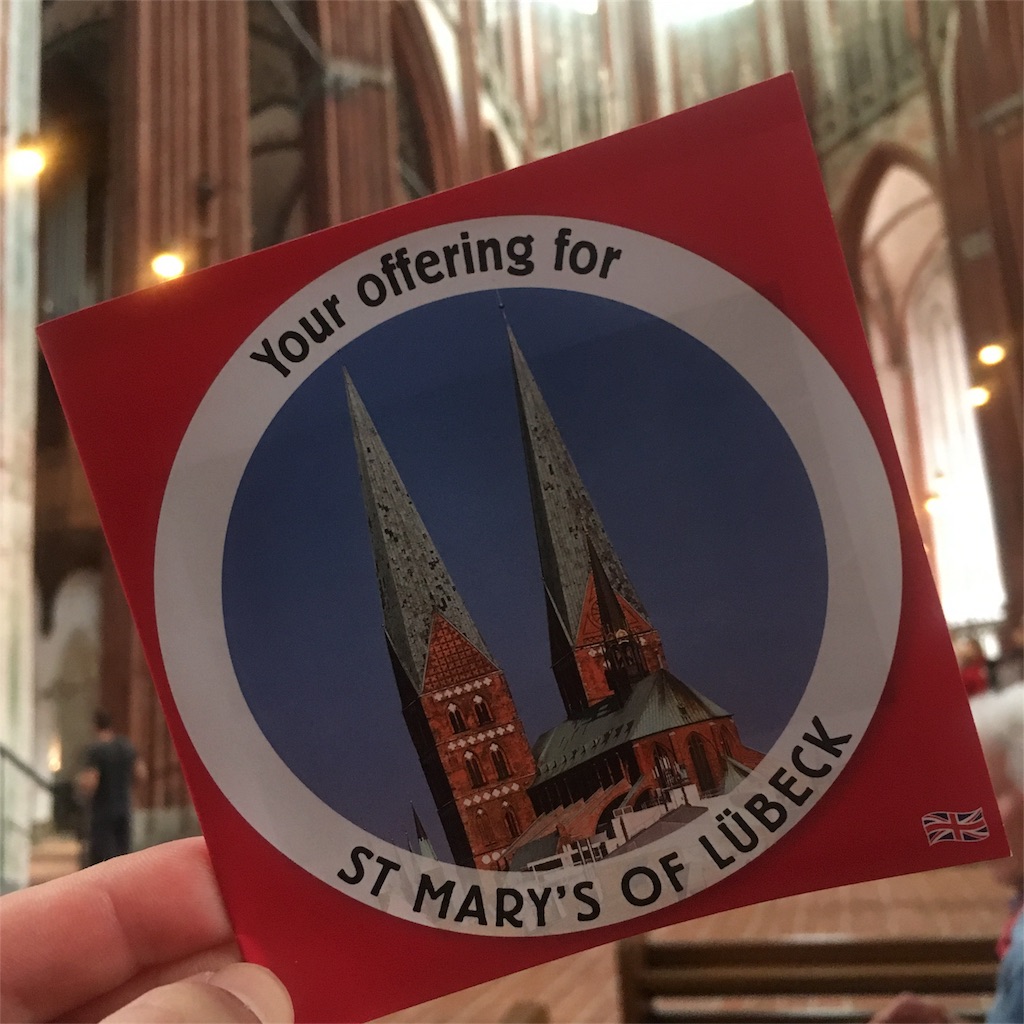 Your offering for
ST MARY'S OF LÜBECK